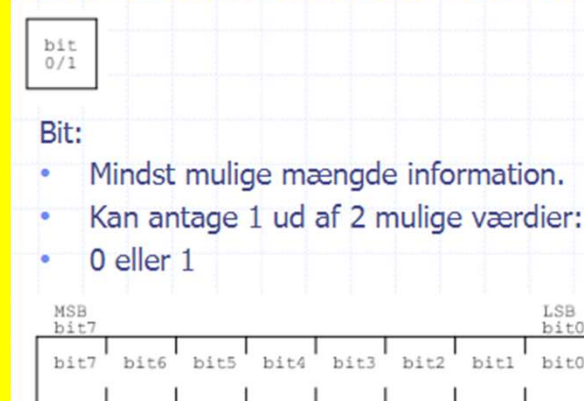 bit
0/1
Bit:
• Mindst mulige mængde information.
• Kan antage 1 ud af 2 mulige værdier:
• 0 eller 1
MSB LSB
bit7 bit0
bit7 bit6 bit5 bit4 bit3 bit2 bit1 bit0